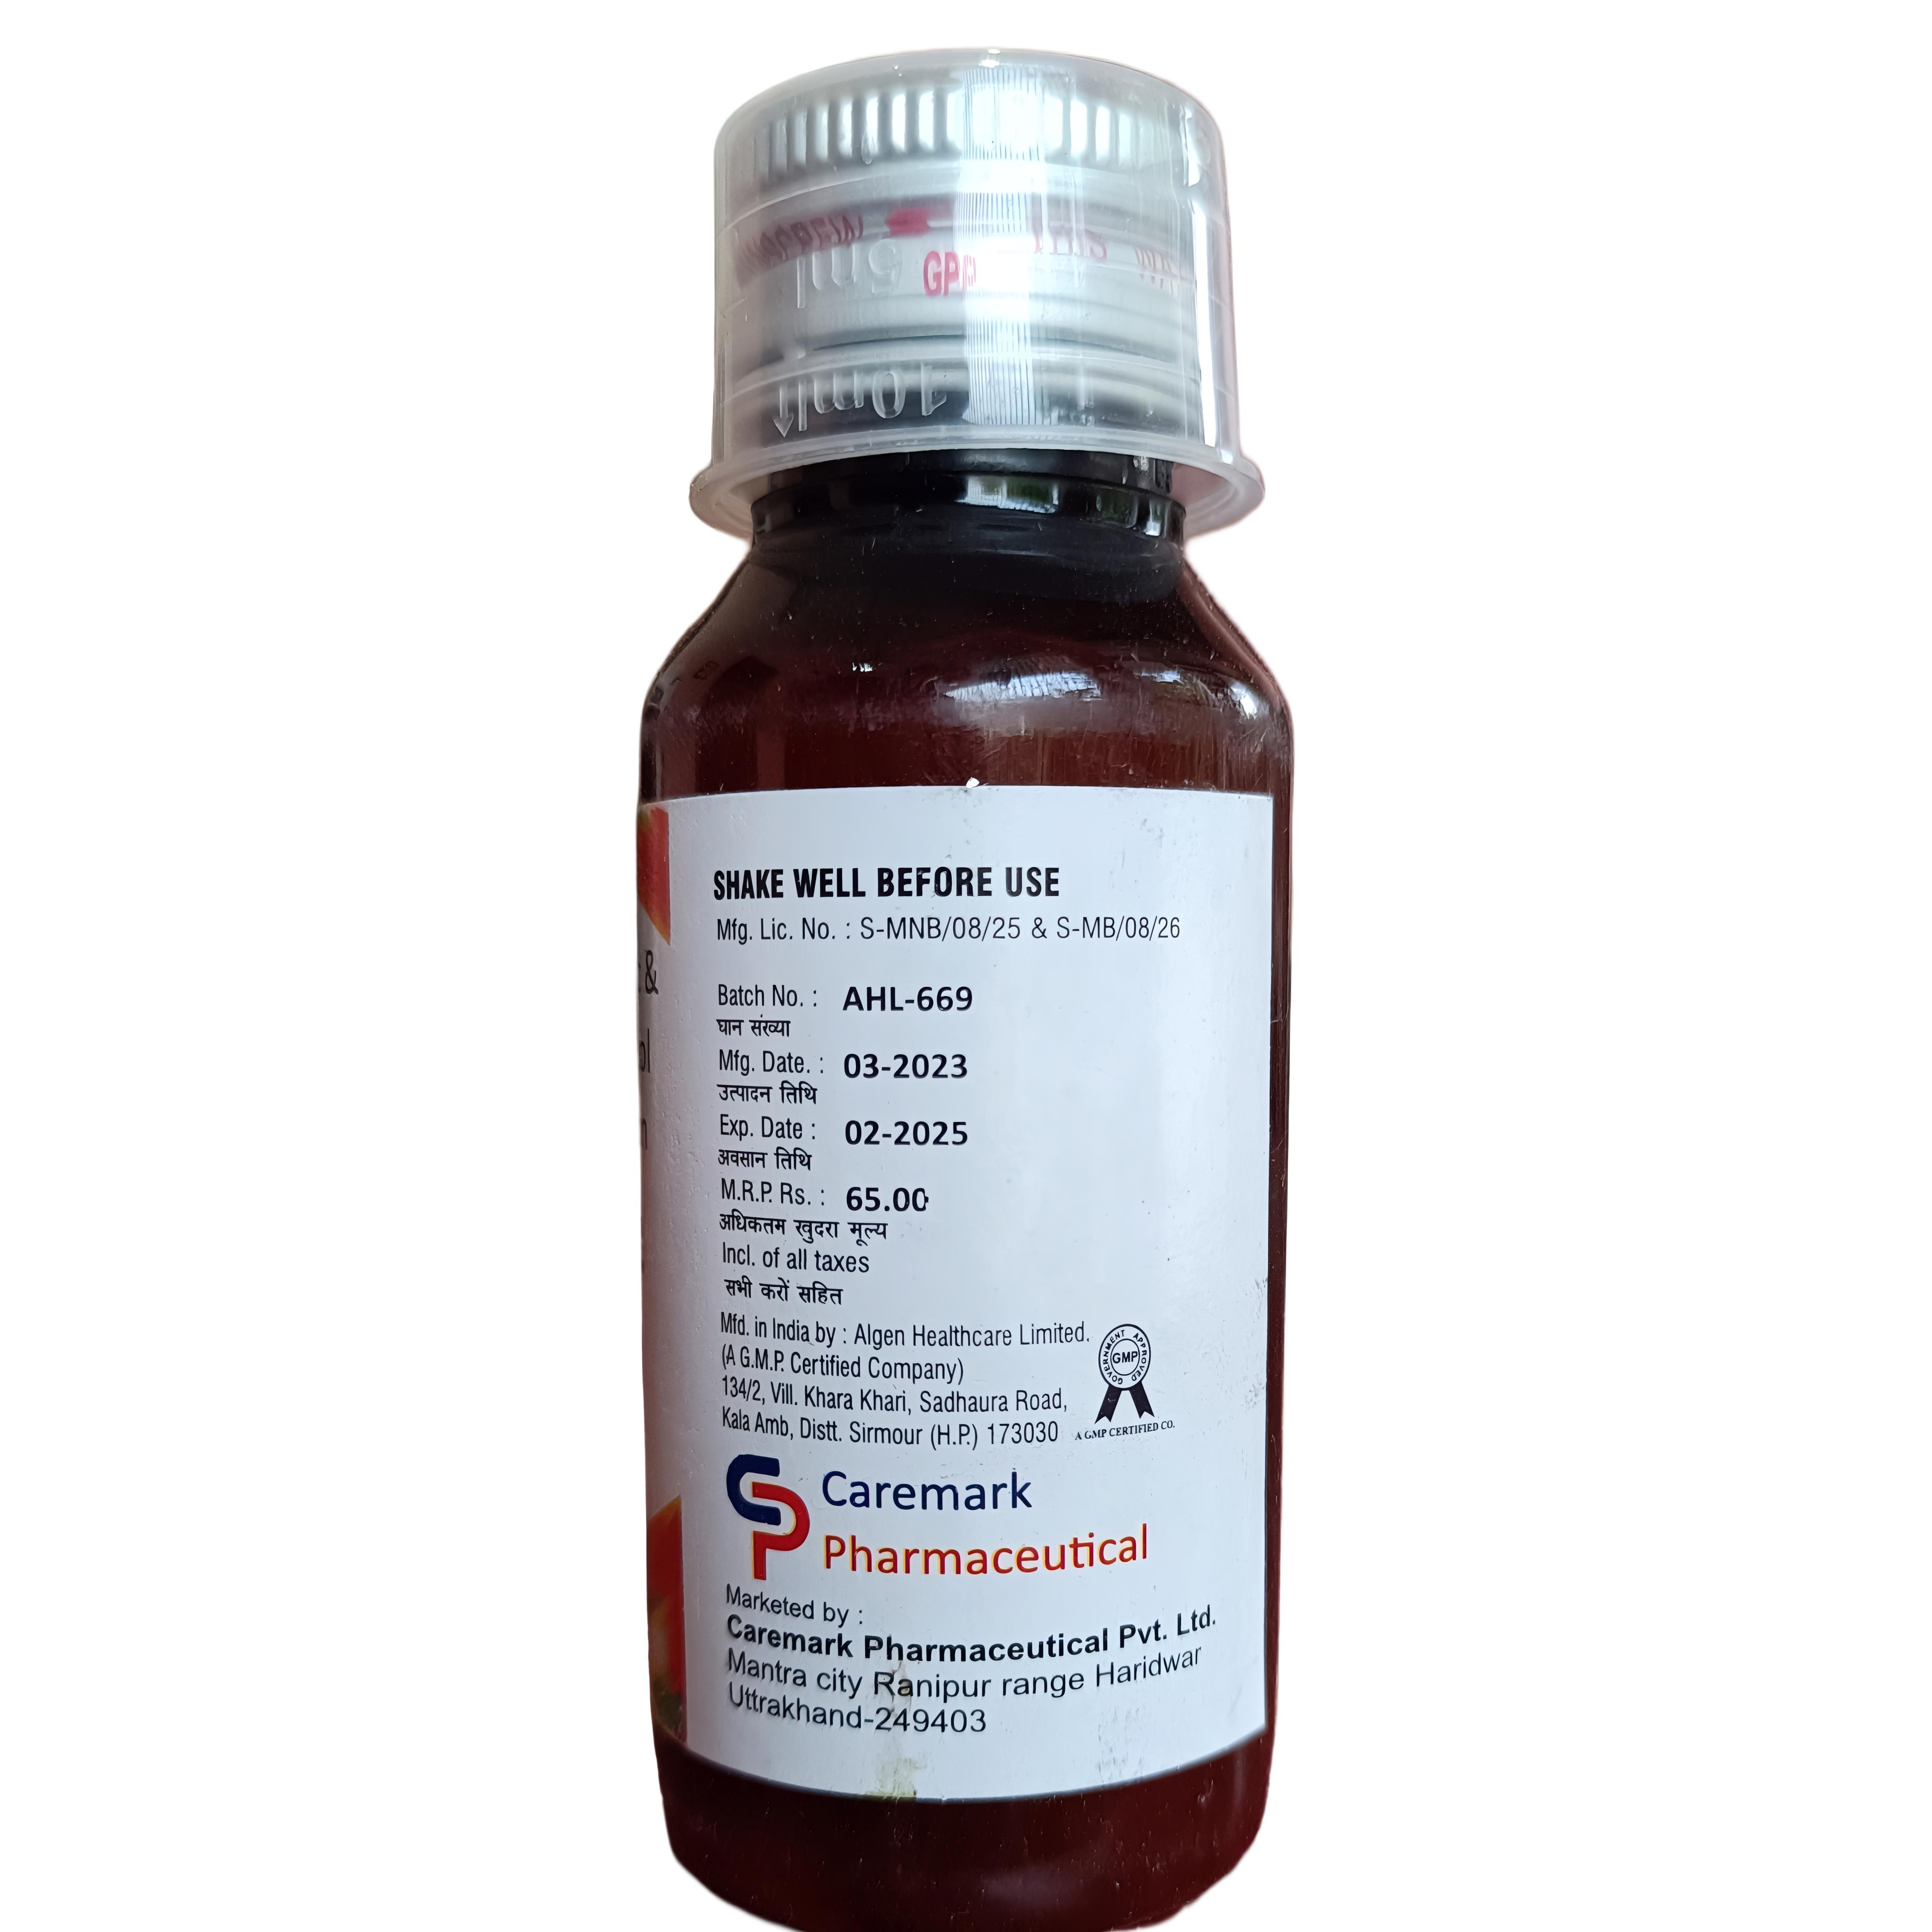 5ml
10ml
SHAKE WELL BEFORE USE
Mfg. Lic. No. : S-MNB/08/25 & S-MB/08/26
Batch No. : AHL-669
घान संख्या
Mfg. Date. : 03-2023
उत्पादन तिथि
Exp. Date : 02-2025
अवसान तिथि
M.R.P. Rs. : 65.00
अधिकतम खुदरा मूल्य
Incl. of all taxes
सभी करों सहित
Mfd. in India by : Algen Healthcare Limited.
(A G.M.P. Certified Company)
134/2, Vill. Khara Khari, Sadhaura Road,
Kala Amb, Distt. Sirmour (H.P.) 173030
GOVERNMENT APPROVED
GMP
A GMP CERTIFIED CO.
Caremark
Pharmaceutical
Marketed by :
Caremark Pharmaceutical Pvt. Ltd.
Mantra city Ranipur range Haridwar
Uttrakhand-249403
&